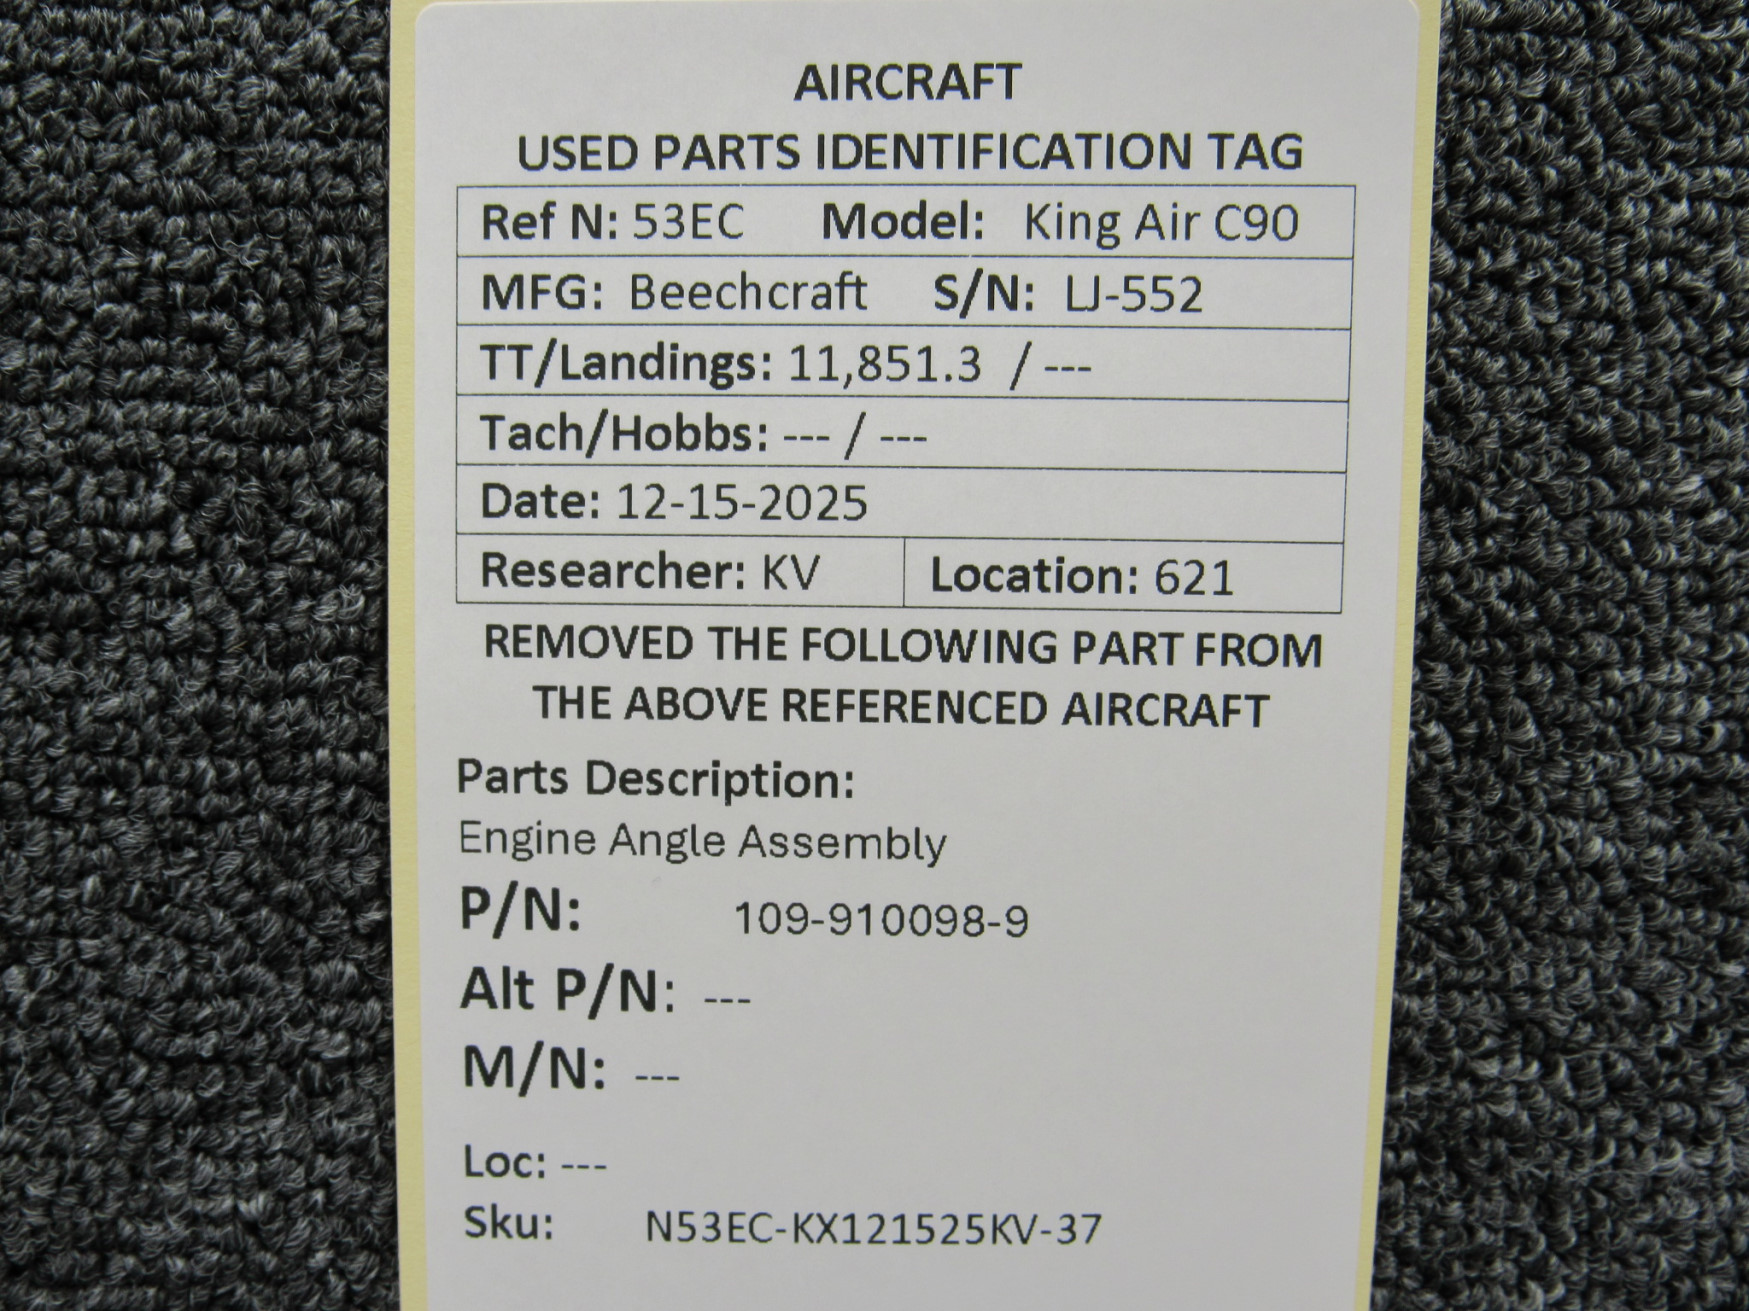 AIRCRAFT
USED PARTS IDENTIFICATION TAG
Ref N: 53EC Model: King Air C90
MFG: Beechcraft S/N: LJ-552
TT/Landings: 11,851.3 / ---
Tach/Hobbs: --- / ---
Date: 12-15-2025
Researcher: KV Location: 621
REMOVED THE FOLLOWING PART FROM
THE ABOVE REFERENCED AIRCRAFT
Parts Description:
Engine Angle Assembly
P/N: 109-910098-9
Alt P/N: ---
M/N: ---
Loc: ---
Sku: N53EC-KX121525KV-37